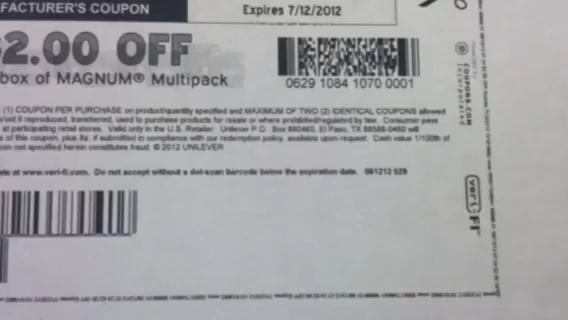 FACTURER'S COUPON
Expires 7/12/2012
$2.00 OFF
box of MAGNUM® Multipack
0629 1084 1070 0001
(1) COUPON PER PURCHASE on product/quantity specified and MAXIMUM OF TWO (2) IDENTICAL COUPONS allowed
Void if reproduced, transferred, used to purchase products for resale or where prohibited/regulated by law. Consumer pays
at participating retail stores. Valid only in the U.S. Retailer: Unilever P.O. Box 880460, El Paso, TX 88588-0460 will
of this coupon, plus 8¢, if submitted in compliance with our redemption policy, available upon request. Cash value 1/100th of
not specified herein constitutes fraud. © 2012 UNILEVER
at www.veri-fi.com. Do not accept without a dot-scan barcode below the expiration date. 061212 029
COUPONS.COM
Incorporated
veri-fi